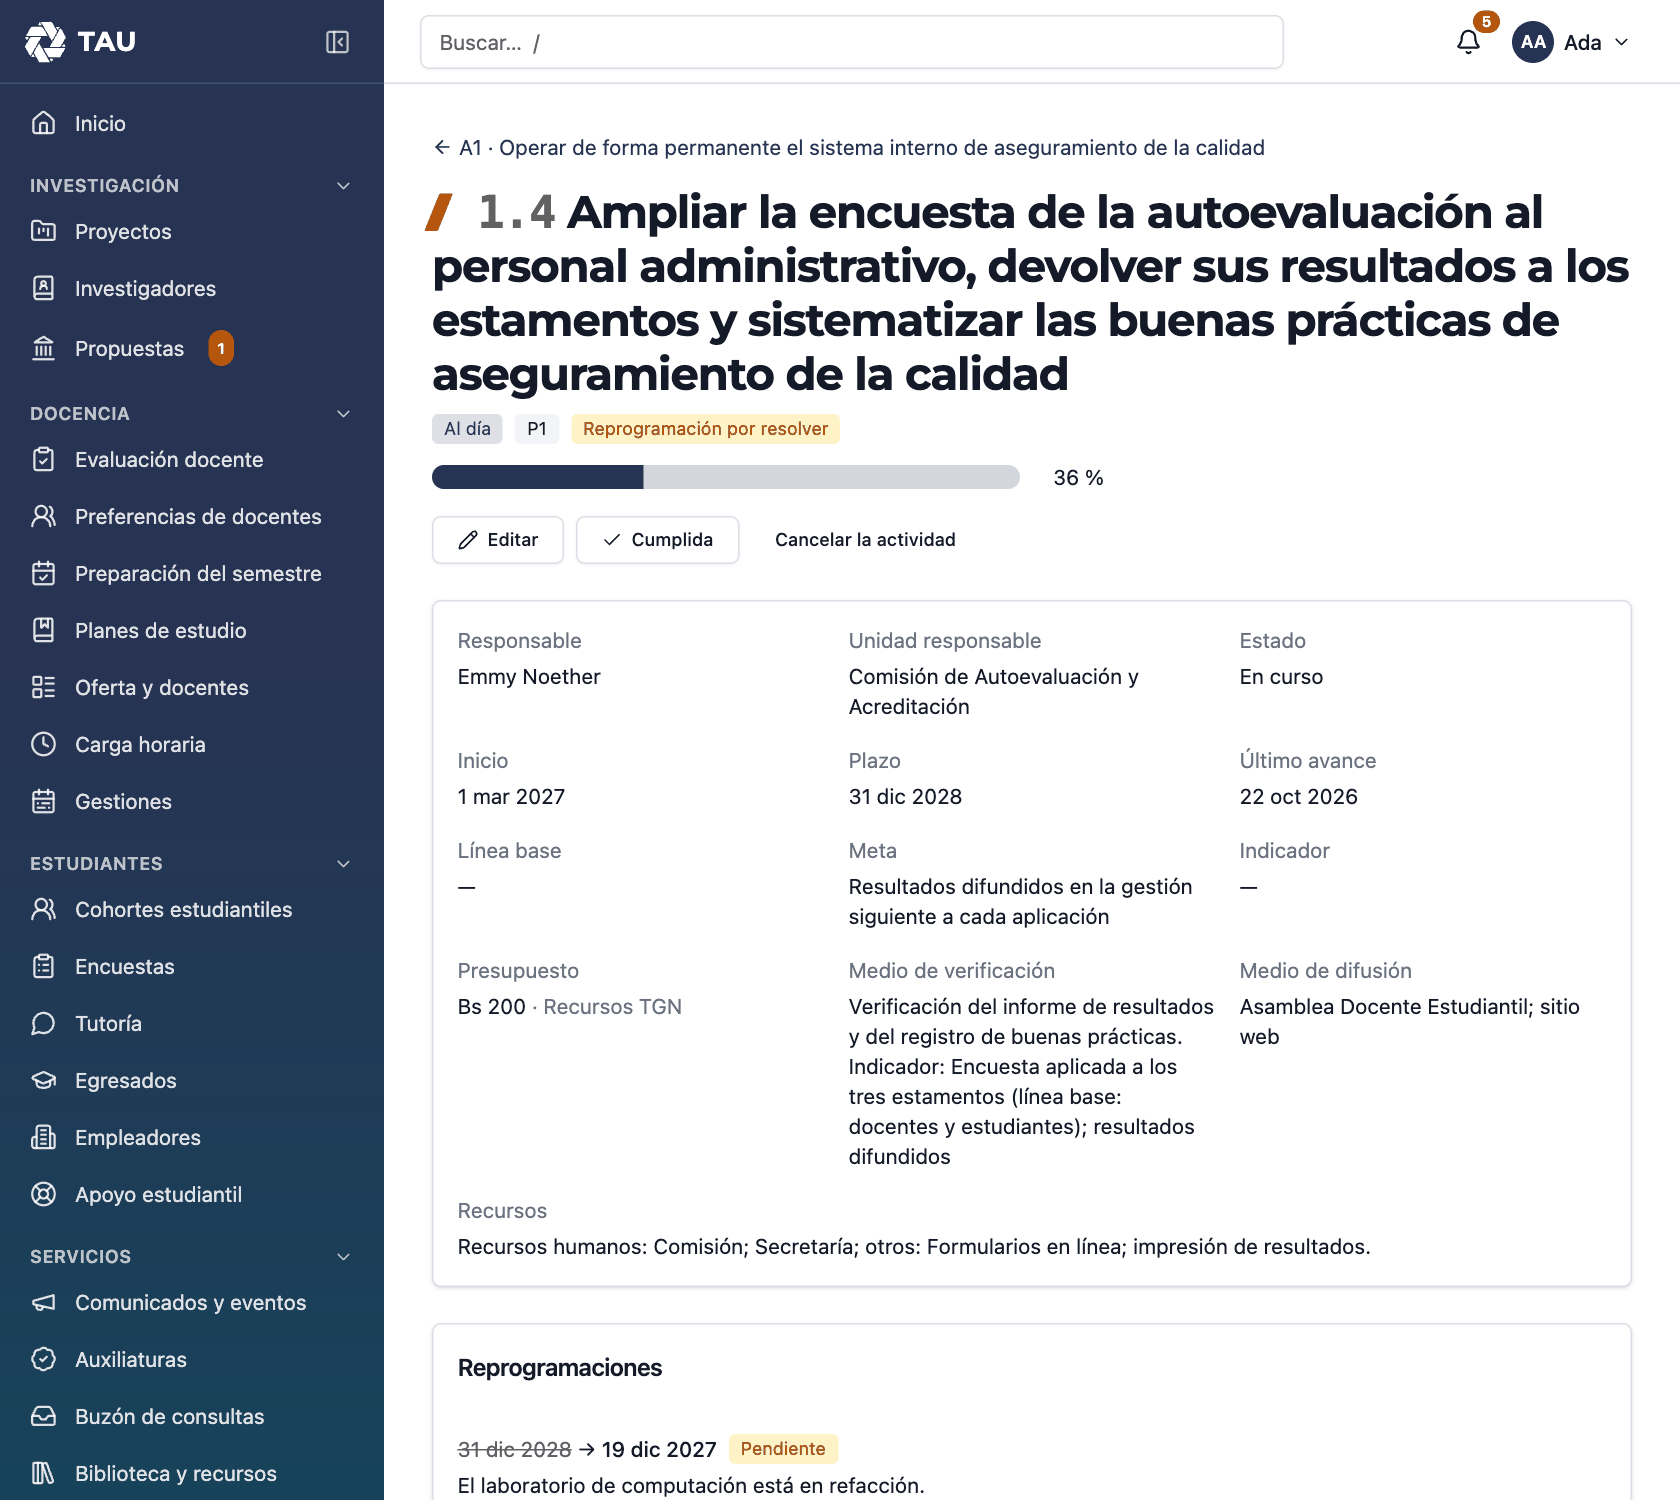 TAU
Buscar... /
5
AA Ada
Inicio
INVESTIGACIÓN
Proyectos
Investigadores
Propuestas 1
DOCENCIA
Evaluación docente
Preferencias de docentes
Preparación del semestre
Planes de estudio
Oferta y docentes
Carga horaria
Gestiones
ESTUDIANTES
Cohortes estudiantiles
Encuestas
Tutoría
Egresados
Empleadores
Apoyo estudiantil
SERVICIOS
Comunicados y eventos
Auxiliaturas
Buzón de consultas
Biblioteca y recursos
← A1 · Operar de forma permanente el sistema interno de aseguramiento de la calidad
1.4 Ampliar la encuesta de la autoevaluación al
personal administrativo, devolver sus resultados a los
estamentos y sistematizar las buenas prácticas de
aseguramiento de la calidad
Al día P1 Reprogramación por resolver
36 %
Editar Cumplida Cancelar la actividad
Responsable
Emmy Noether
Unidad responsable
Comisión de Autoevaluación y
Acreditación
Estado
En curso
Inicio
1 mar 2027
Plazo
31 dic 2028
Último avance
22 oct 2026
Línea base
—
Meta
Resultados difundidos en la gestión
siguiente a cada aplicación
Indicador
—
Presupuesto
Bs 200 · Recursos TGN
Medio de verificación
Verificación del informe de resultados
y del registro de buenas prácticas.
Indicador: Encuesta aplicada a los
tres estamentos (línea base:
docentes y estudiantes); resultados
difundidos
Medio de difusión
Asamblea Docente Estudiantil; sitio
web
Recursos
Recursos humanos: Comisión; Secretaría; otros: Formularios en línea; impresión de resultados.
Reprogramaciones
31 dic 2028 → 19 dic 2027 Pendiente
El laboratorio de computación está en refacción.